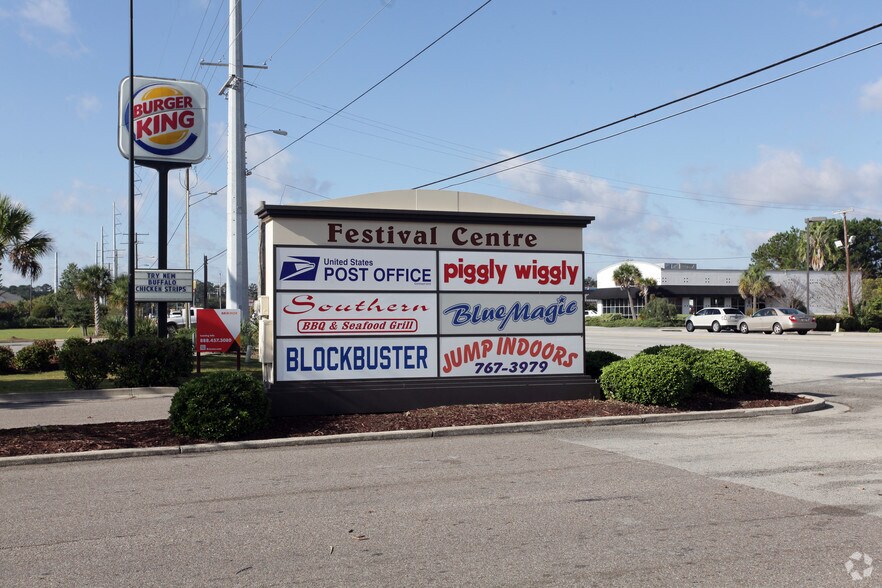 BURGER
KING
TRY NEW
BUFFALO
CHICKEN STRIPS
Festival Centre
United States
POST OFFICE
piggly wiggly
Southern
BBQ & Seafood Grill
BlueMagic
BLOCKBUSTER
JUMP INDOORS
767-3979